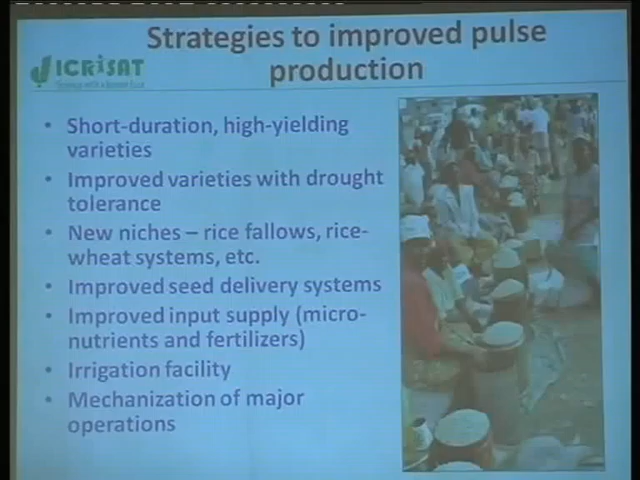 Strategies to improved pulse
production
ICRISAT
• Short-duration, high-yielding
varieties
• Improved varieties with drought
tolerance
• New niches – rice fallows, rice-
wheat systems, etc.
• Improved seed delivery systems
• Improved input supply (micro-
nutrients and fertilizers)
• Irrigation facility
• Mechanization of major
operations